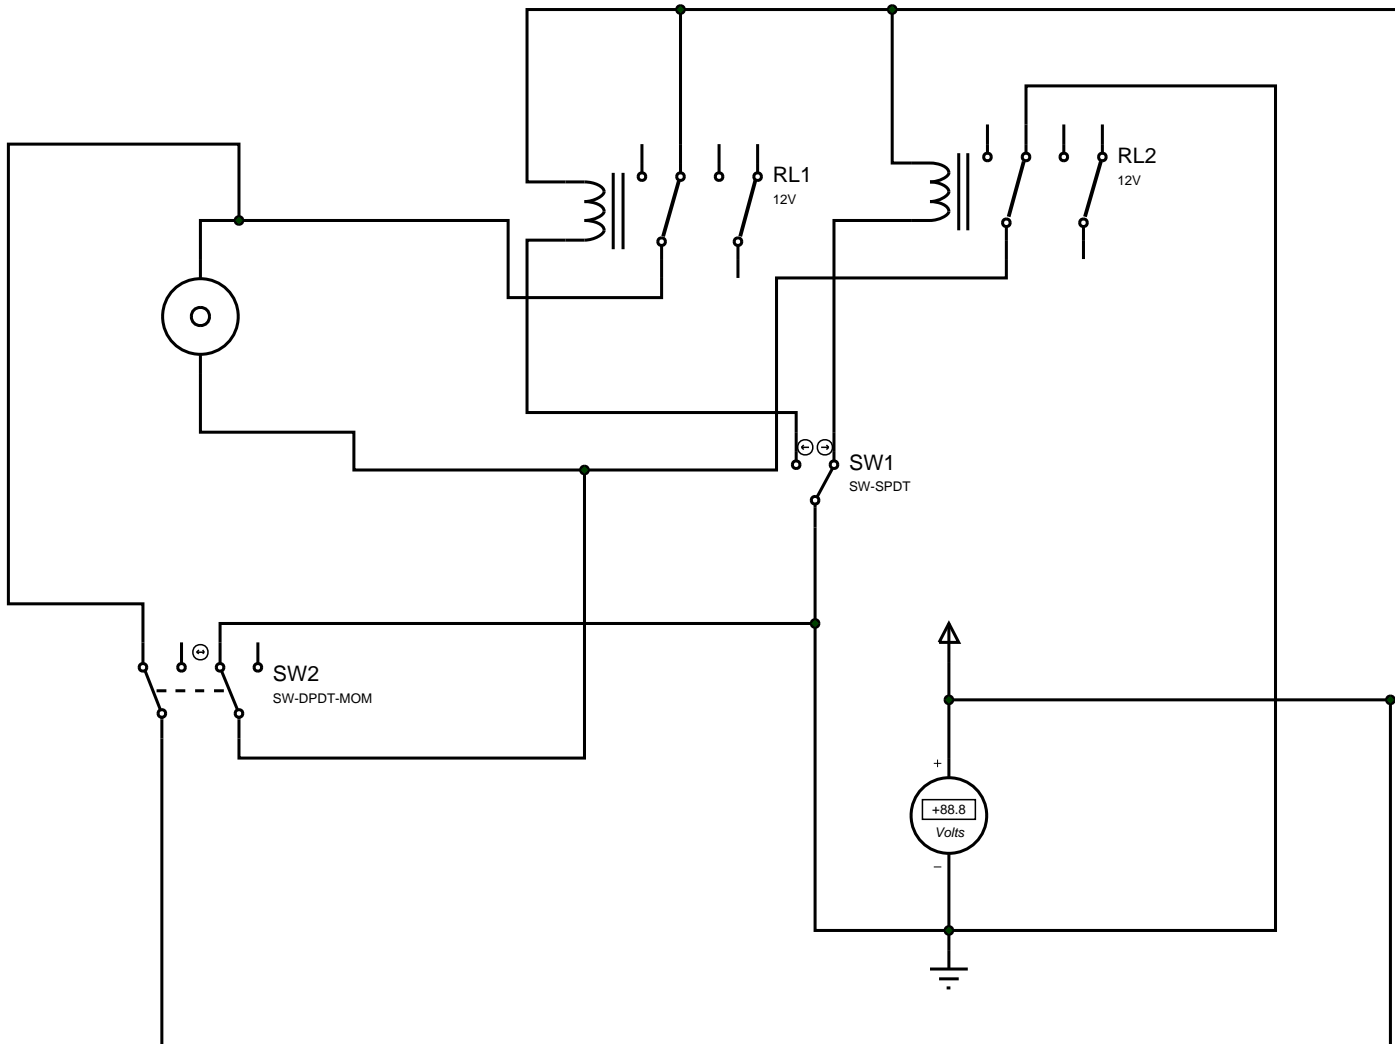 RL1
12V
RL2
12V
SW1
SW-SPDT
SW2
SW-DPDT-MOM
+
+88.8
Volts
−